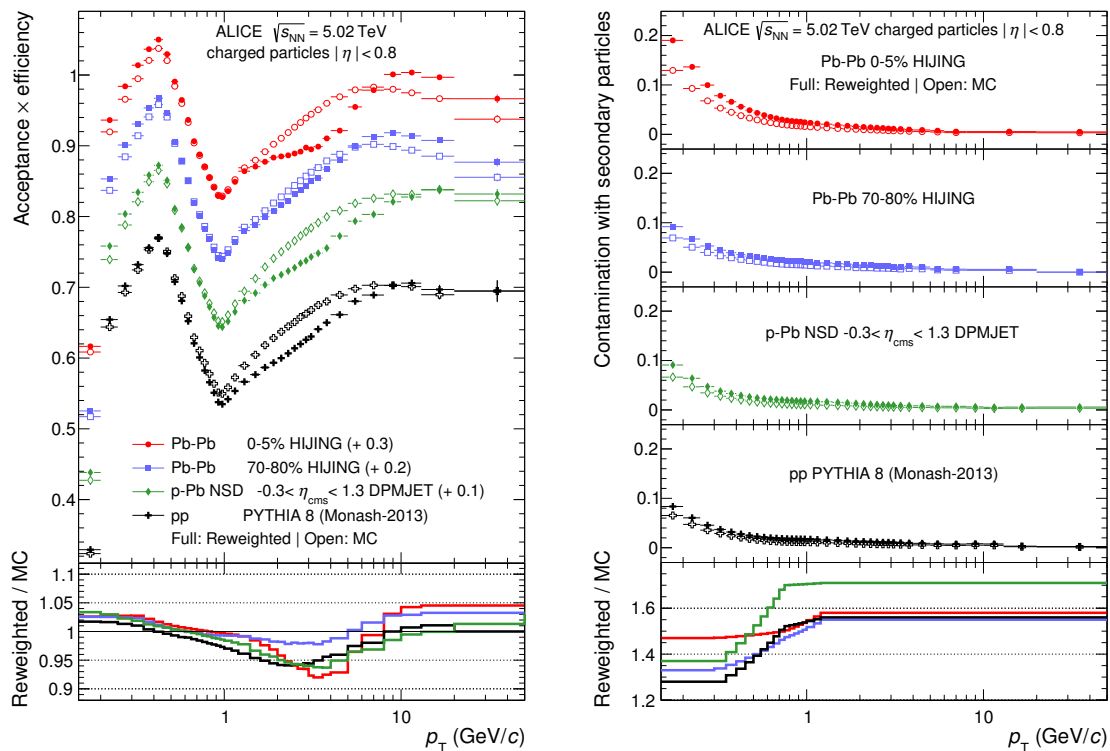 ALICE √sNN = 5.02 TeV
charged particles | η | < 0.8
Acceptance × efficiency
1
0.9
0.8
0.7
0.6
0.5
0.4
Pb-Pb 0-5% HIJING (+ 0.3)
Pb-Pb 70-80% HIJING (+ 0.2)
p-Pb NSD -0.3< ηcms < 1.3 DPMJET (+ 0.1)
pp PYTHIA 8 (Monash-2013)
Full: Reweighted | Open: MC
Reweighted / MC
1.1
1.05
1
0.95
0.9
1 10
pT (GeV/c)
ALICE √sNN = 5.02 TeV charged particles | η | < 0.8
Contamination with secondary particles
Pb-Pb 0-5% HIJING
Full: Reweighted | Open: MC
0.2
0.1
0
Pb-Pb 70-80% HIJING
0.2
0.1
0
p-Pb NSD -0.3< ηcms < 1.3 DPMJET
0.2
0.1
0
pp PYTHIA 8 (Monash-2013)
0.2
0.1
0
Reweighted / MC
1.6
1.4
1.2
1 10
pT (GeV/c)